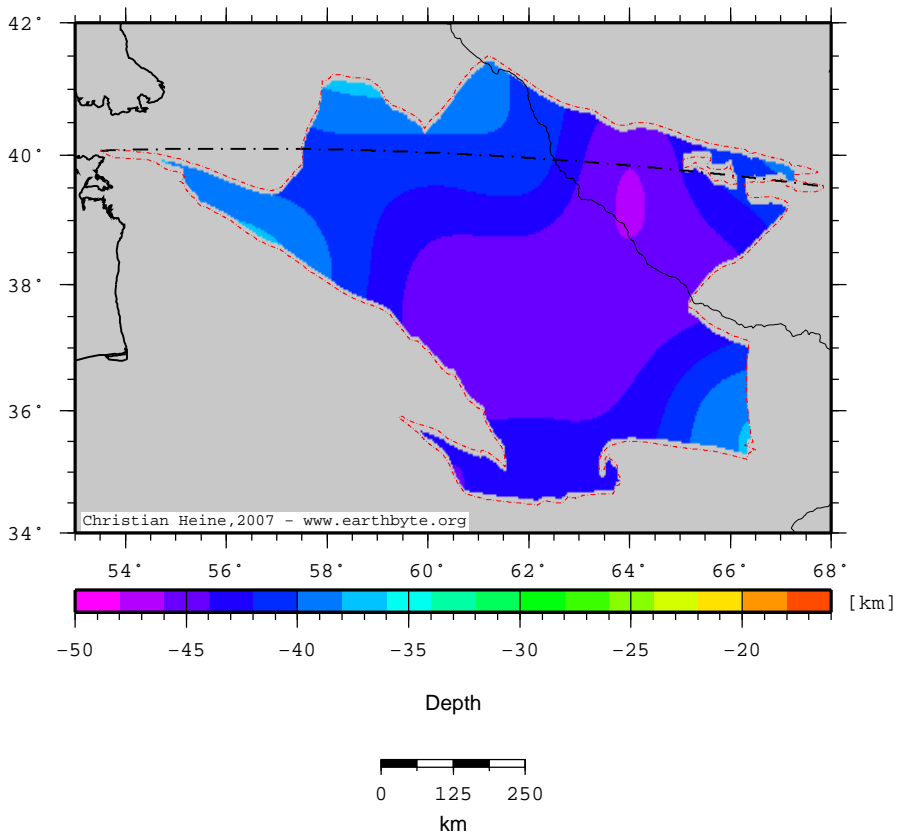 42°
40°
38°
36°
34°
Christian Heine,2007 - www.earthbyte.org
54° 56° 58° 60° 62° 64° 66° 68°
[km]
−50 −45 −40 −35 −30 −25 −20
Depth
0 125 250
km